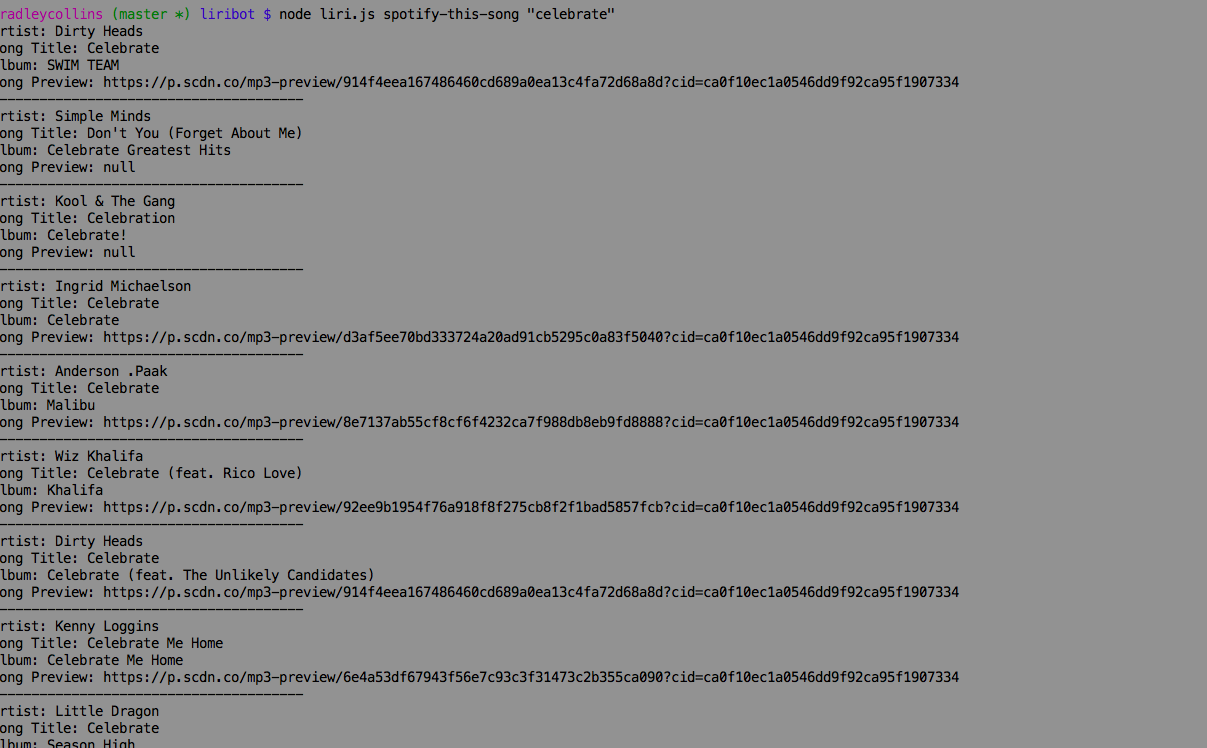 radleycollins (master *) liribot $ node liri.js spotify-this-song "celebrate"
rtist: Dirty Heads
ong Title: Celebrate
lbum: SWIM TEAM
ong Preview: https://p.scdn.co/mp3-preview/914f4eea167486460cd689a0ea13c4fa72d68a8d?cid=ca0f10ec1a0546dd9f92ca95f1907334
--------------------------------------
rtist: Simple Minds
ong Title: Don't You (Forget About Me)
lbum: Celebrate Greatest Hits
ong Preview: null
--------------------------------------
rtist: Kool & The Gang
ong Title: Celebration
lbum: Celebrate!
ong Preview: null
--------------------------------------
rtist: Ingrid Michaelson
ong Title: Celebrate
lbum: Celebrate
ong Preview: https://p.scdn.co/mp3-preview/d3af5ee70bd333724a20ad91cb5295c0a83f5040?cid=ca0f10ec1a0546dd9f92ca95f1907334
--------------------------------------
rtist: Anderson .Paak
ong Title: Celebrate
lbum: Malibu
ong Preview: https://p.scdn.co/mp3-preview/8e7137ab55cf8cf6f4232ca7f988db8eb9fd8888?cid=ca0f10ec1a0546dd9f92ca95f1907334
--------------------------------------
rtist: Wiz Khalifa
ong Title: Celebrate (feat. Rico Love)
lbum: Khalifa
ong Preview: https://p.scdn.co/mp3-preview/92ee9b1954f76a918f8f275cb8f2f1bad5857fcb?cid=ca0f10ec1a0546dd9f92ca95f1907334
--------------------------------------
rtist: Dirty Heads
ong Title: Celebrate
lbum: Celebrate (feat. The Unlikely Candidates)
ong Preview: https://p.scdn.co/mp3-preview/914f4eea167486460cd689a0ea13c4fa72d68a8d?cid=ca0f10ec1a0546dd9f92ca95f1907334
--------------------------------------
rtist: Kenny Loggins
ong Title: Celebrate Me Home
lbum: Celebrate Me Home
ong Preview: https://p.scdn.co/mp3-preview/6e4a53df67943f56e7c93c3f31473c2b355ca090?cid=ca0f10ec1a0546dd9f92ca95f1907334
--------------------------------------
rtist: Little Dragon
ong Title: Celebrate
lbum: Season High